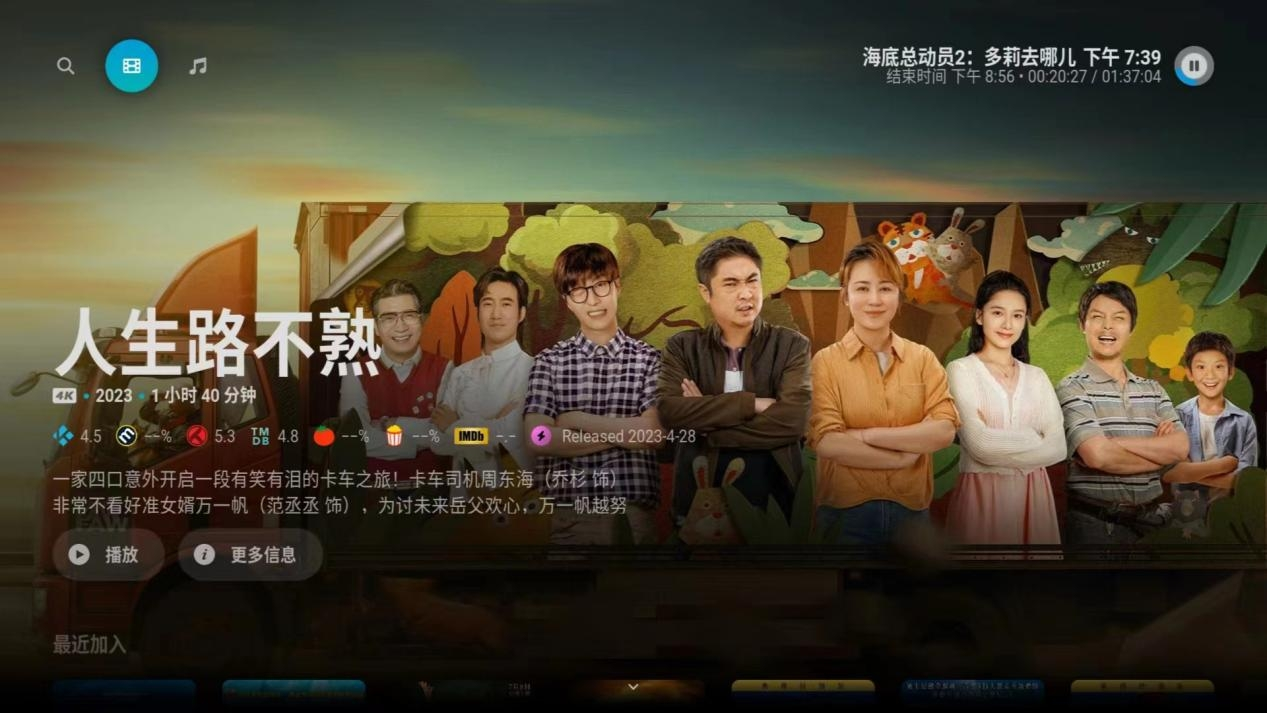 海底总动员2：多莉去哪儿 下午 7:39
结束时间 下午 8:56 • 00:20:27 / 01:37:04
人生路不熟
4K • 2023 • 1 小时 40 分钟
4.5 --% 5.3 TMDB 4.8 --% --% IMDb -.- Released 2023-4-28
一家四口意外开启一段有笑有泪的卡车之旅！卡车司机周东海（乔杉 饰）
非常不看好准女婿万一帆（范丞丞 饰），为讨未来岳父欢心，万一帆越努
FAW
播放 更多信息
最近加入